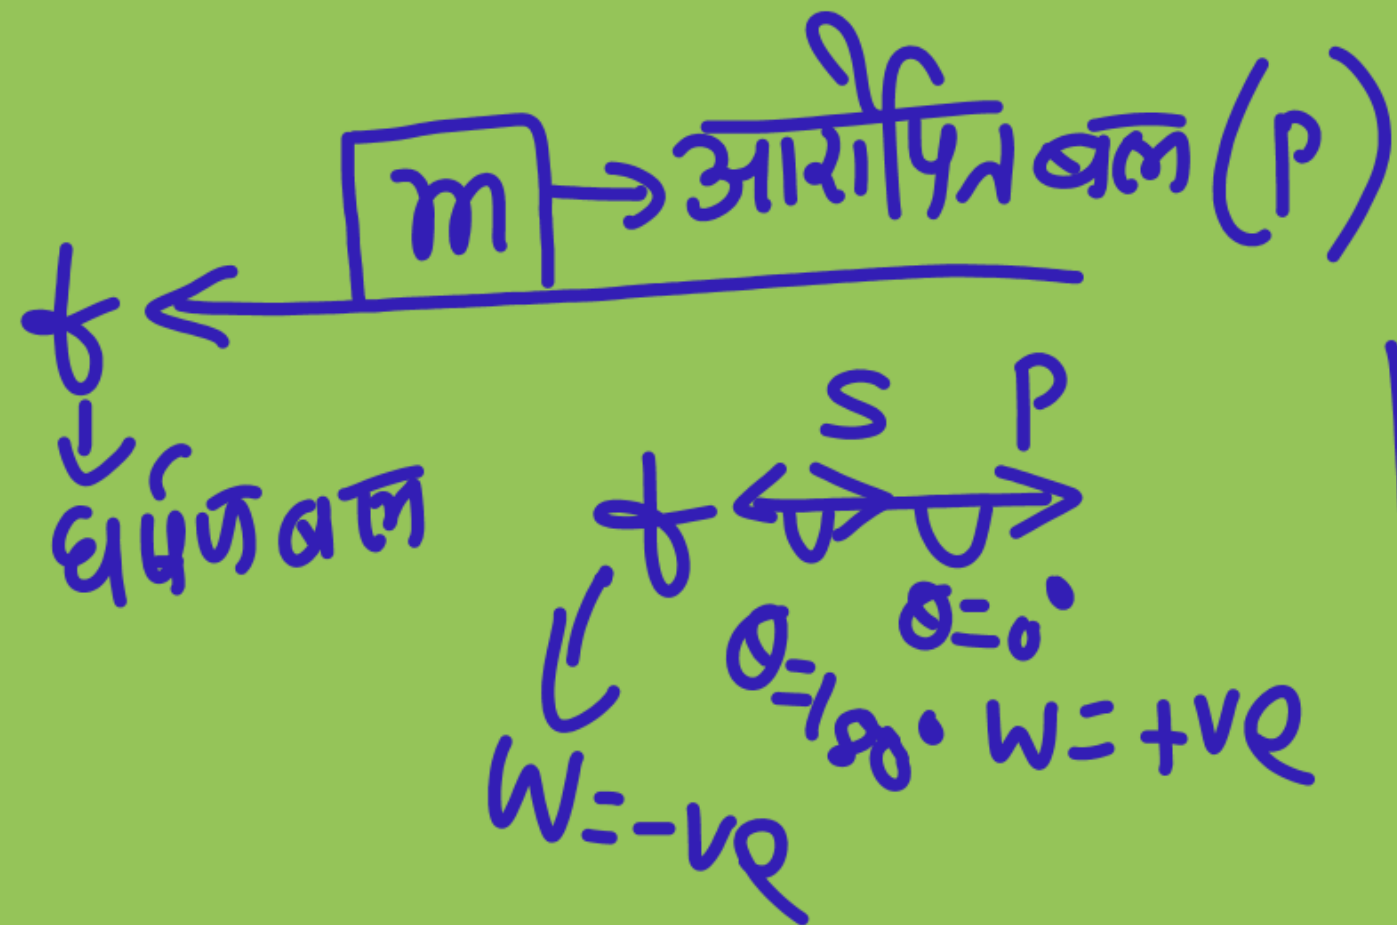 m → आरोपित बल (P)
f
घर्षण बल
S P
f
θ=180° θ=0°
W=-ve W=+ve